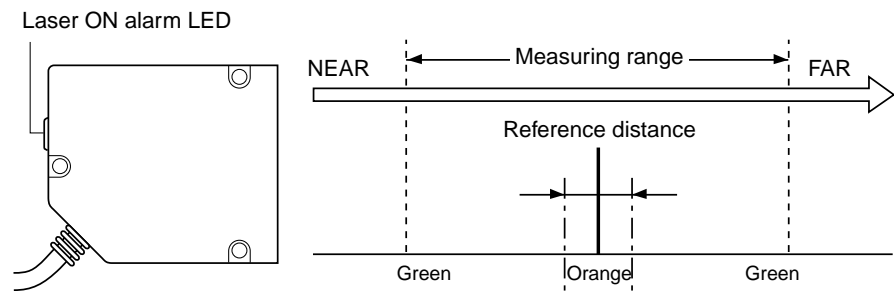 Laser ON alarm LED
NEAR
Measuring range
FAR
Reference distance
Green
Orange
Green